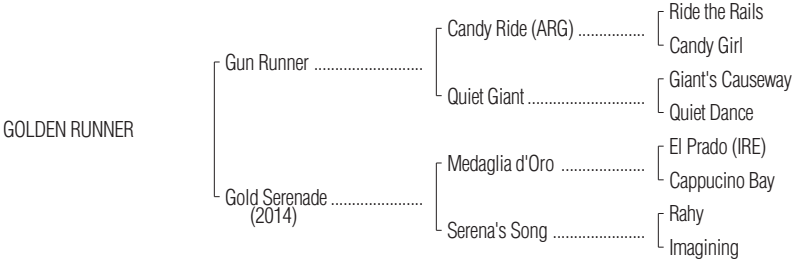 Ride the Rails
Candy Ride (ARG) ................
Candy Girl
Gun Runner ..........................
Giant's Causeway
Quiet Giant ............................
Quiet Dance
GOLDEN RUNNER
El Prado (IRE)
Medaglia d'Oro ....................
Cappucino Bay
Gold Serenade ......................
(2014)
Rahy
Serena's Song ......................
Imagining